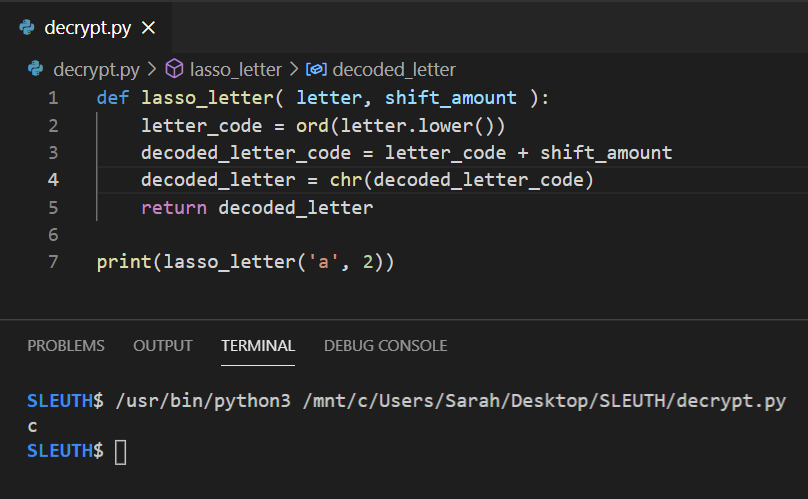 decrypt.py ×
decrypt.py > lasso_letter > decoded_letter
1 def lasso_letter( letter, shift_amount ):
2     letter_code = ord(letter.lower())
3     decoded_letter_code = letter_code + shift_amount
4     decoded_letter = chr(decoded_letter_code)
5     return decoded_letter
6
7 print(lasso_letter('a', 2))
PROBLEMS OUTPUT TERMINAL DEBUG CONSOLE
SLEUTH$ /usr/bin/python3 /mnt/c/Users/Sarah/Desktop/SLEUTH/decrypt.py
c
SLEUTH$